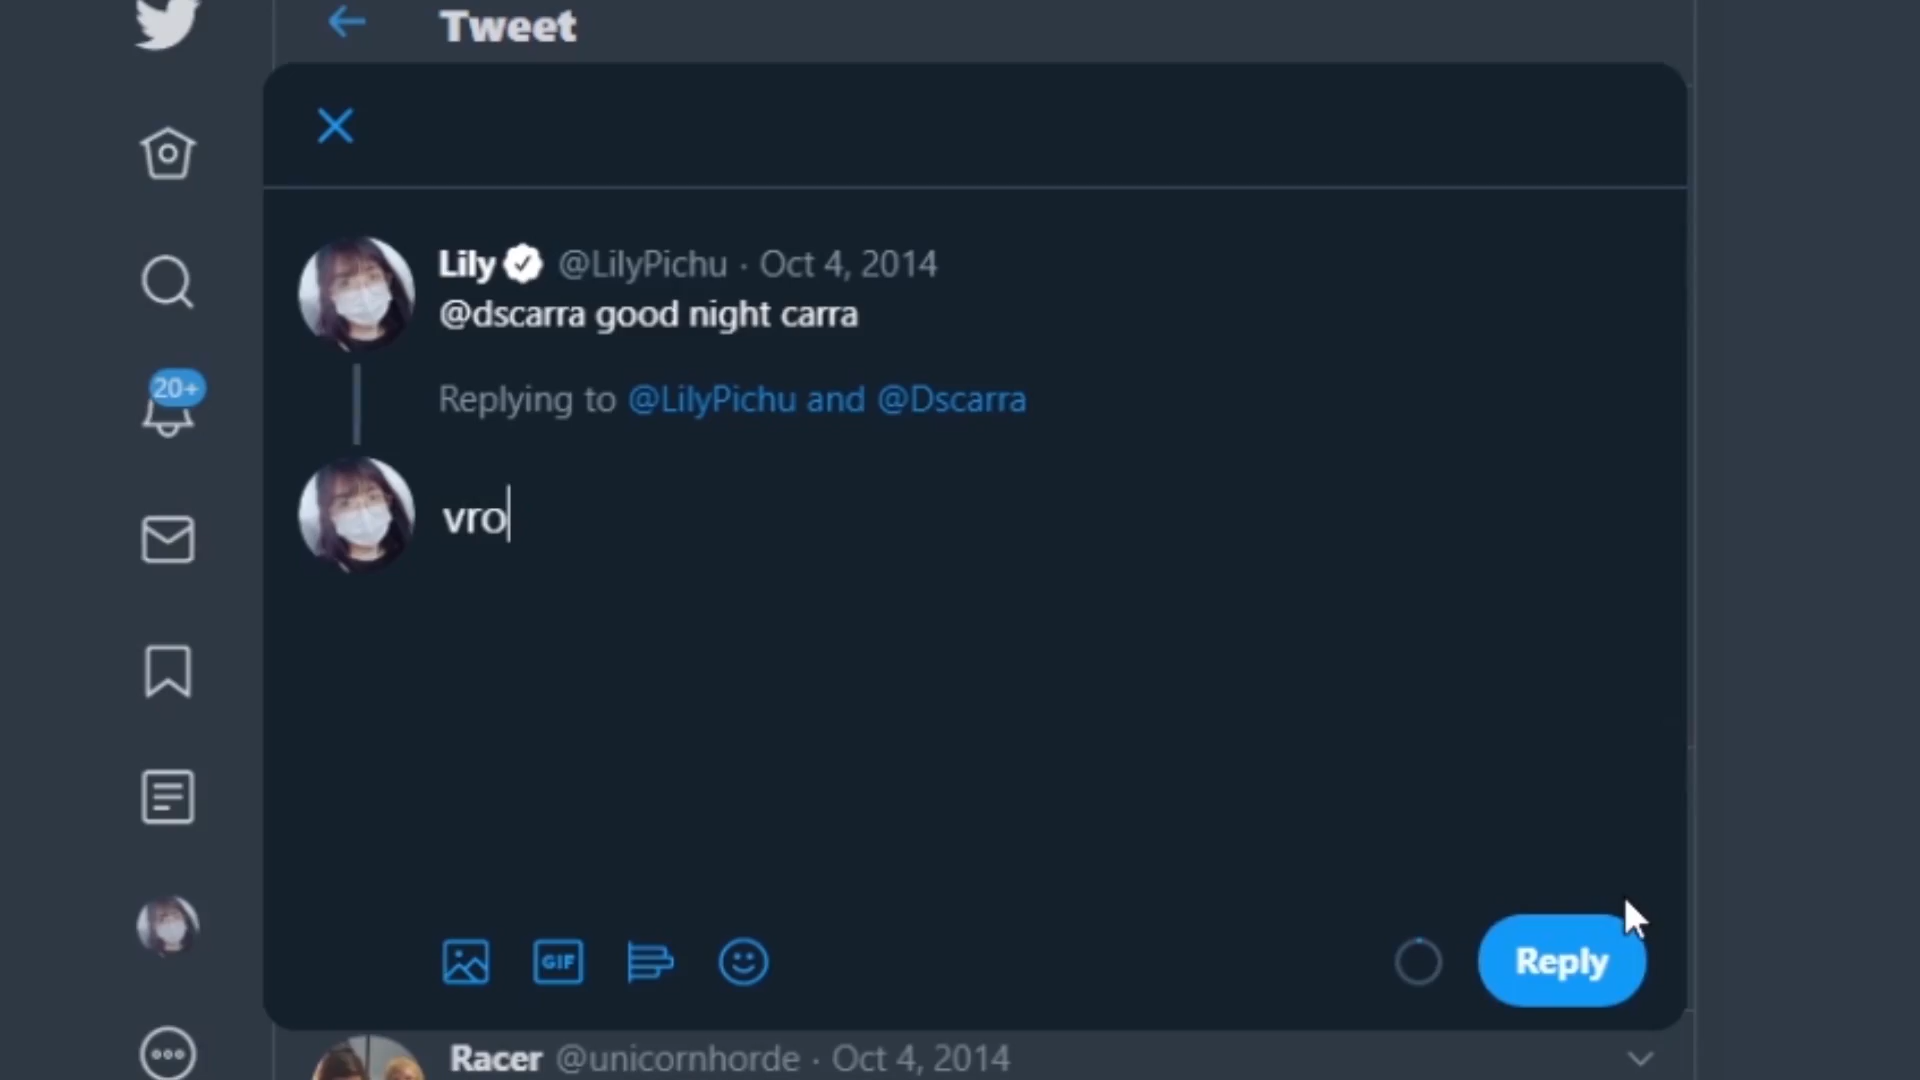 Tweet
Lily @LilyPichu · Oct 4, 2014
@dscarra good night carra
20+
Replying to @LilyPichu and @Dscarra
vro
GIF
Reply
Racer @unicornhorde · Oct 4, 2014